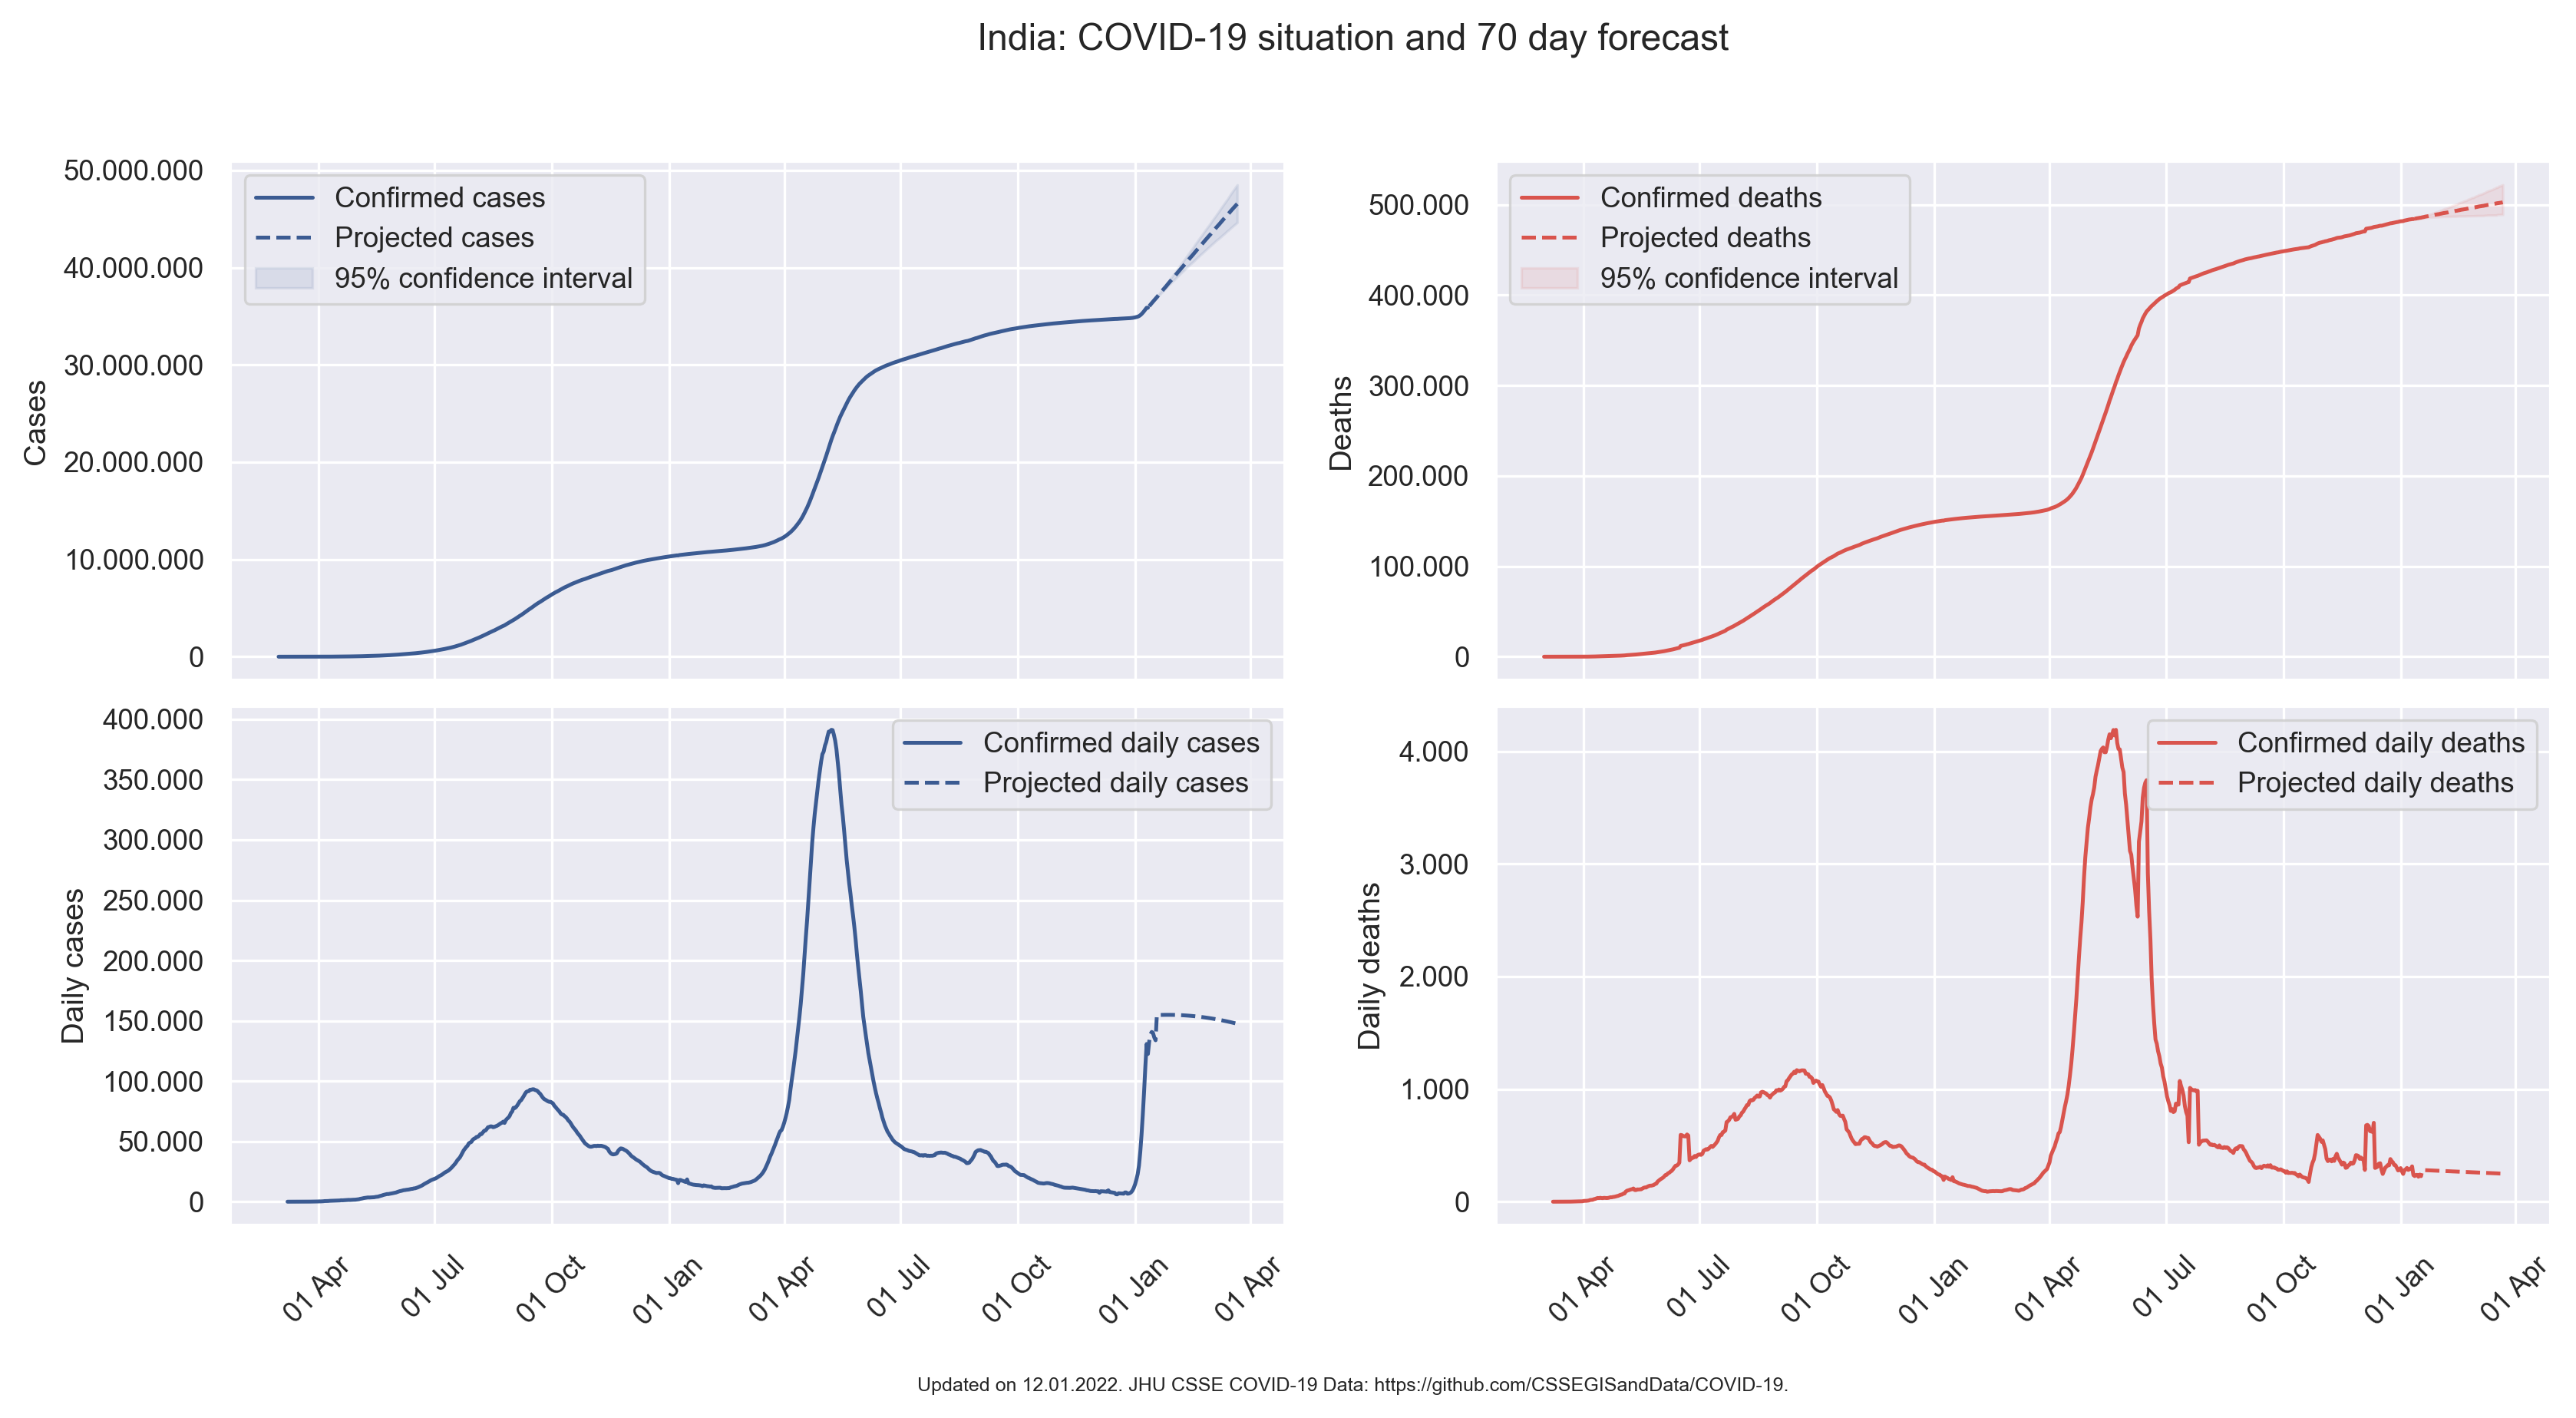 India: COVID-19 situation and 70 day forecast
50.000.000
40.000.000
30.000.000
20.000.000
10.000.000
0
Cases
Confirmed cases
Projected cases
95% confidence interval
500.000
400.000
300.000
200.000
100.000
0
Deaths
Confirmed deaths
Projected deaths
95% confidence interval
400.000
350.000
300.000
250.000
200.000
150.000
100.000
50.000
0
Daily cases
Confirmed daily cases
Projected daily cases
01 Apr
01 Jul
01 Oct
01 Jan
01 Apr
01 Jul
01 Oct
01 Jan
01 Apr
4.000
3.000
2.000
1.000
0
Daily deaths
Confirmed daily deaths
Projected daily deaths
01 Apr
01 Jul
01 Oct
01 Jan
01 Apr
01 Jul
01 Oct
01 Jan
01 Apr
Updated on 12.01.2022. JHU CSSE COVID-19 Data: https://github.com/CSSEGISandData/COVID-19.